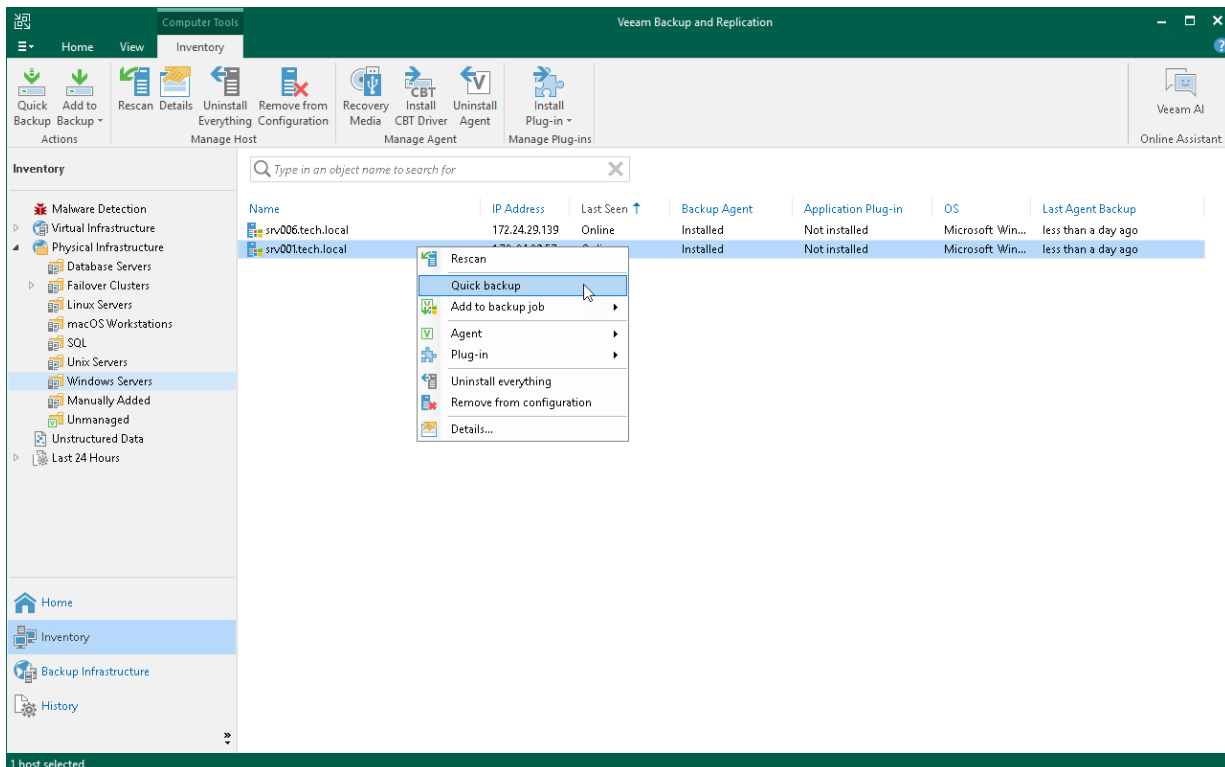 Computer Tools
Veeam Backup and Replication
Home View Inventory
Quick Backup
Add to Backup
Rescan
Details
Uninstall Everything
Remove from Configuration
Recovery Media
Install CBT Driver
Uninstall Agent
Install Plug-in
Veeam AI
Actions Manage Host Manage Agent Manage Plug-ins Online Assistant
Inventory
Type in an object name to search for
Malware Detection
Virtual Infrastructure
Physical Infrastructure
Database Servers
Failover Clusters
Linux Servers
macOS Workstations
SQL
Unix Servers
Windows Servers
Manually Added
Unmanaged
Unstructured Data
Last 24 Hours
Name IP Address Last Seen Backup Agent Application Plug-in OS Last Agent Backup
srv006.tech.local 172.24.29.139 Online Installed Not installed Microsoft Win... less than a day ago
srv001.tech.local Installed Not installed Microsoft Win... less than a day ago
Rescan
Quick backup
Add to backup job
Agent
Plug-in
Uninstall everything
Remove from configuration
Details...
Home
Inventory
Backup Infrastructure
History
1 host selected